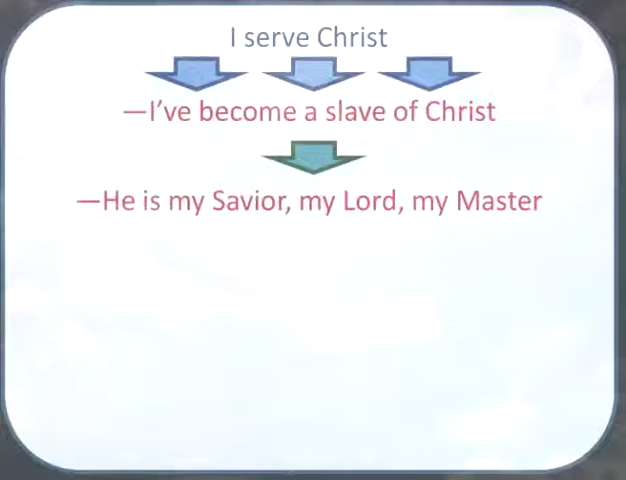 I serve Christ
—I've become a slave of Christ
—He is my Savior, my Lord, my Master